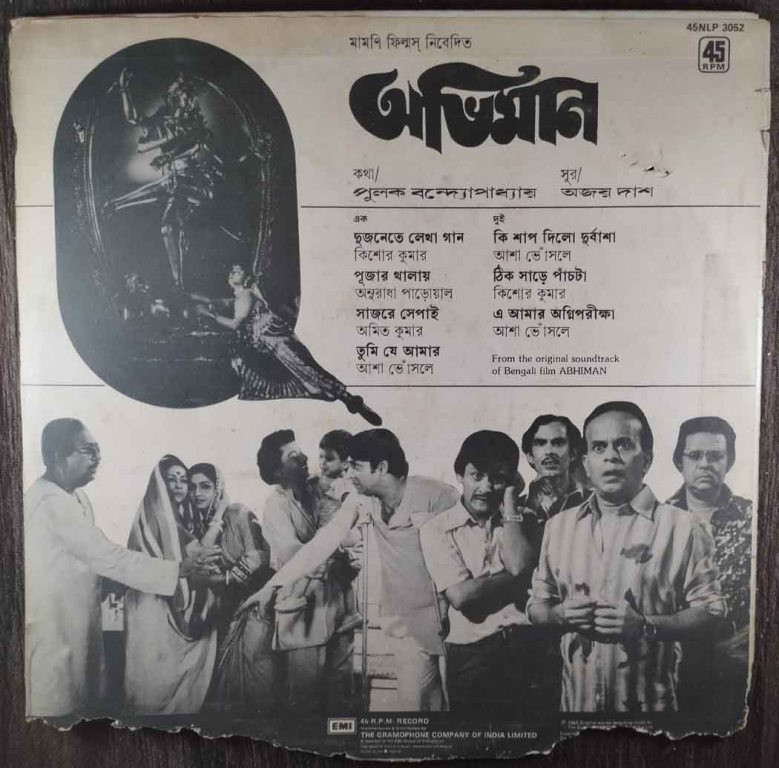 45NLP 3052
45
RPM
মামণি ফিল্মস্ নিবেদিত
অভিমান
কথা/
পুলক বন্দ্যোপাধ্যায়
সুর/
অজয় দাশ
এক
দুজনেতে লেখা গান
কিশোর কুমার
পূজার থালায়
অনুরাধা পাড়োয়াল
সাজরে সেপাই
অমিত কুমার
তুমি যে আমার
আশা ভোঁসলে
দুই
কি শাপ দিলো দুর্বাশা
আশা ভোঁসলে
ঠিক সাড়ে পাঁচটা
কিশোর কুমার
এ আমার অগ্নিপরীক্ষা
আশা ভোঁসলে
From the original soundtrack
of Bengali film ABHIMAN
EMI
45 R.P.M. RECORD
THE GRAMOPHONE COMPANY OF INDIA LIMITED